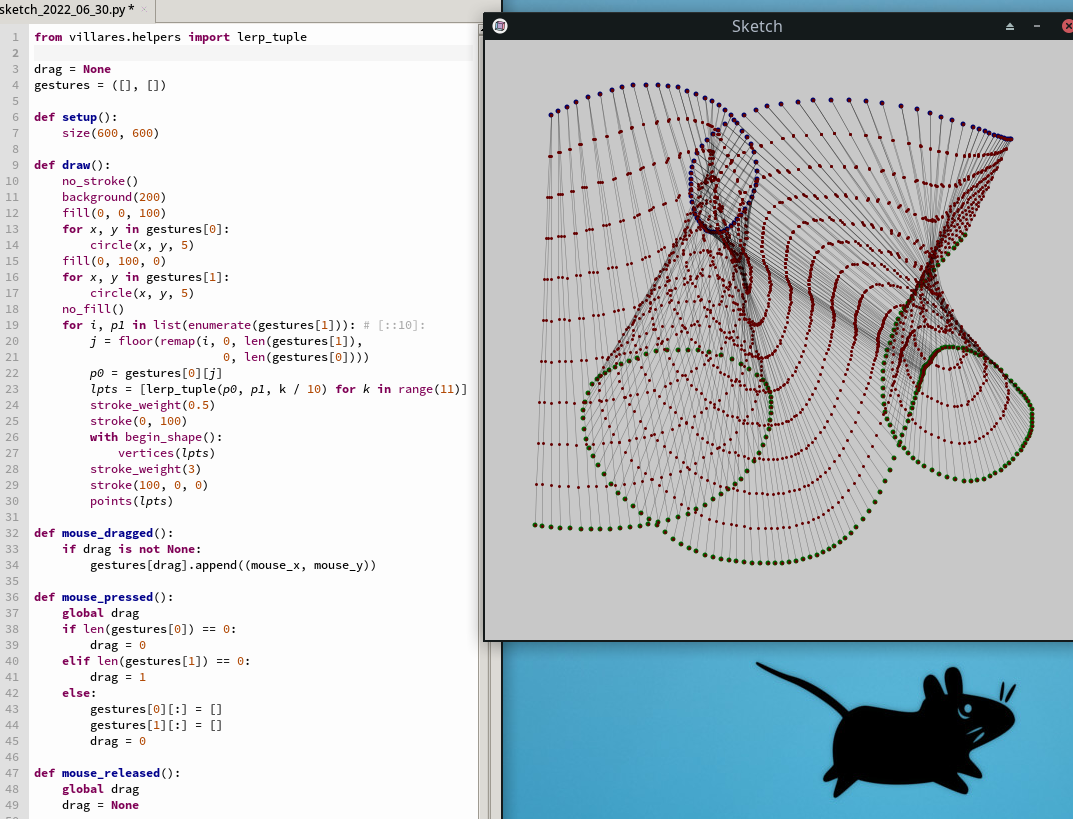 sketch_2022_06_30.py * ×
Sketch
1 from villares.helpers import lerp_tuple
2
3 drag = None
4 gestures = ([], [])
5
6 def setup():
7     size(600, 600)
8
9 def draw():
10     no_stroke()
11     background(200)
12     fill(0, 0, 100)
13     for x, y in gestures[0]:
14         circle(x, y, 5)
15     fill(0, 100, 0)
16     for x, y in gestures[1]:
17         circle(x, y, 5)
18     no_fill()
19     for i, p1 in list(enumerate(gestures[1])): # [::10]:
20         j = floor(remap(i, 0, len(gestures[1]),
21                            0, len(gestures[0])))
22         p0 = gestures[0][j]
23         lpts = [lerp_tuple(p0, p1, k / 10) for k in range(11)]
24         stroke_weight(0.5)
25         stroke(0, 100)
26         with begin_shape():
27             vertices(lpts)
28         stroke_weight(3)
29         stroke(100, 0, 0)
30         points(lpts)
31
32 def mouse_dragged():
33     if drag is not None:
34         gestures[drag].append((mouse_x, mouse_y))
35
36 def mouse_pressed():
37     global drag
38     if len(gestures[0]) == 0:
39         drag = 0
40     elif len(gestures[1]) == 0:
41         drag = 1
42     else:
43         gestures[0][:] = []
44         gestures[1][:] = []
45         drag = 0
46
47 def mouse_released():
48     global drag
49     drag = None